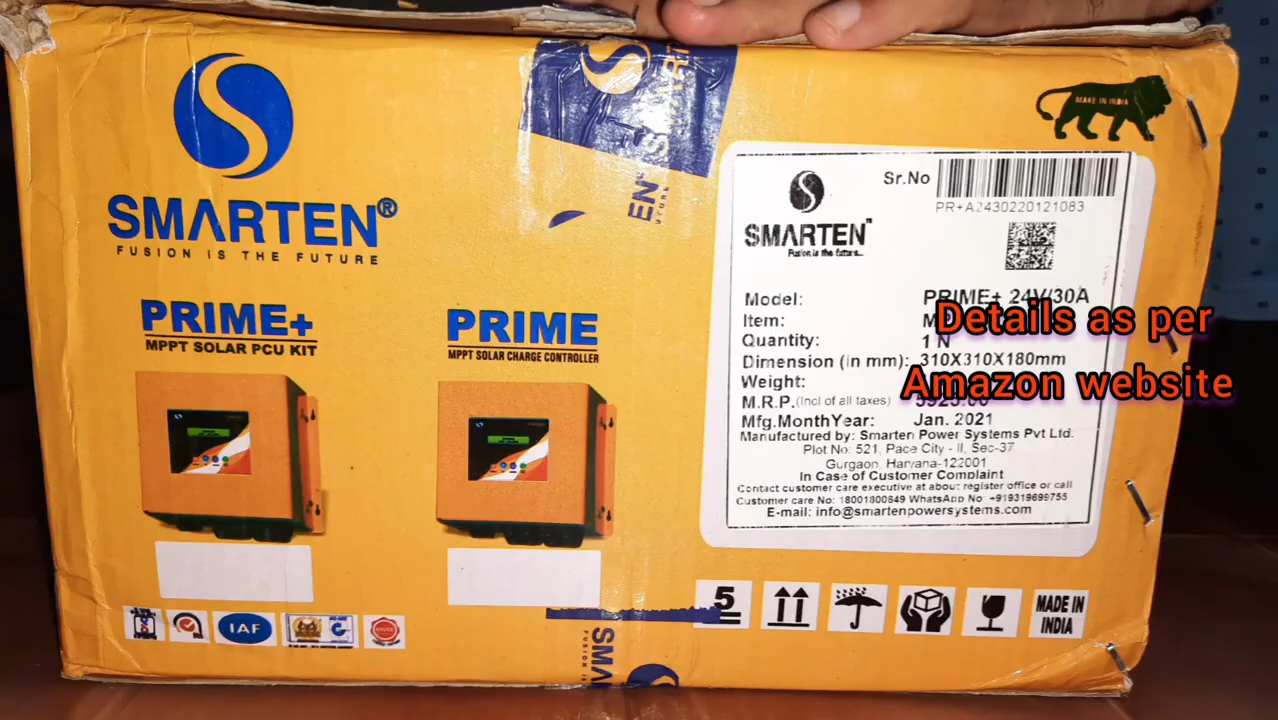 SMARTEN®
FUSION IS THE FUTURE
PRIME+
MPPT SOLAR PCU KIT
PRIME
MPPT SOLAR CHARGE CONTROLLER
MAKE IN INDIA
Sr.No
PR+A2430220121083
SMARTEN
Fusion is the future...
Model: PRIME+ 24V/30A
Item:
Quantity: 1 N
Dimension (in mm): 310X310X180mm
Weight:
M.R.P.(Incl of all taxes)
Mfg.MonthYear: Jan. 2021
Manufactured by: Smarten Power Systems Pvt Ltd.
Plot No: 521, Pace City - II, Sec-37
Gurgaon, Haryana-122001
In Case of Customer Complaint
Contact customer care executive at about register office or call
Customer care No: 18001800649 WhatsApp No: +919319699755
E-mail: info@smartenpowersystems.com
Details as per
Amazon website
IAF
5
MADE IN
INDIA
SMA